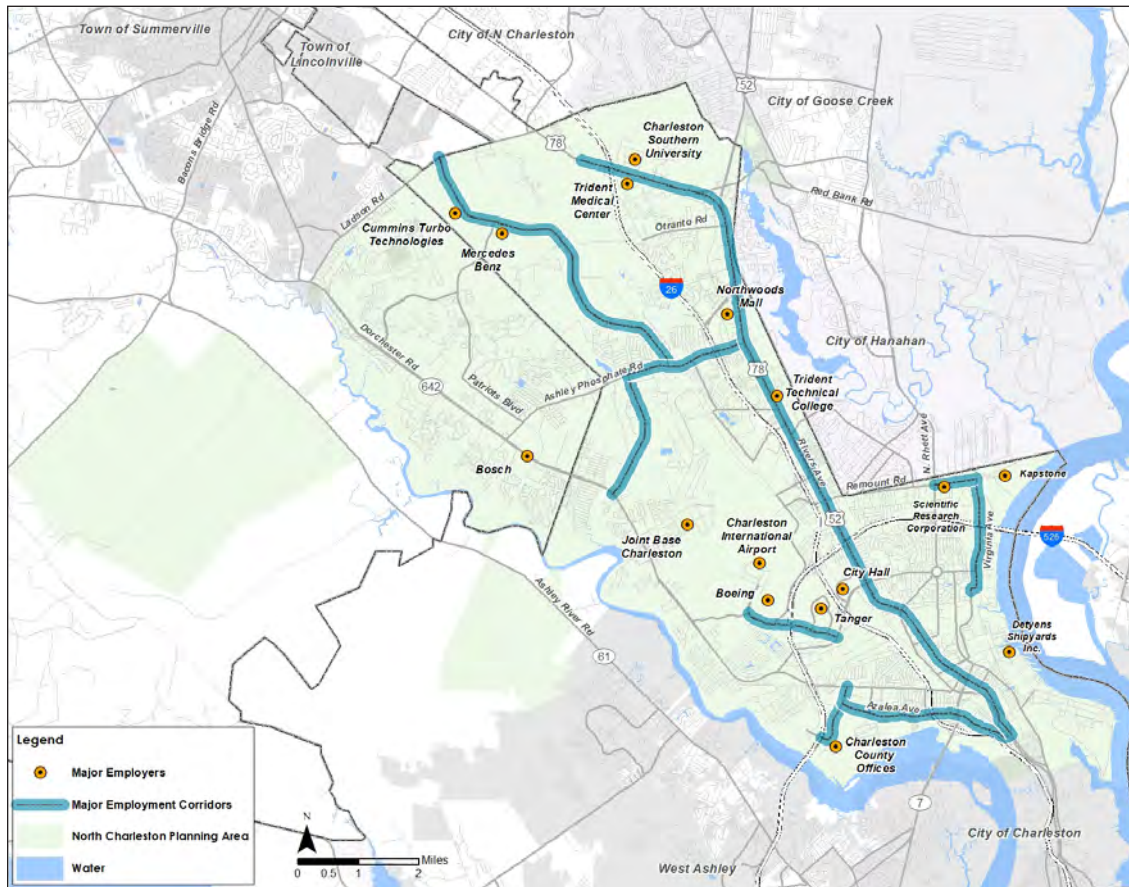 Town of Summerville
City of N Charleston
Town of
Lincolnville
52
City of Goose Creek
Bacons Bridge Rd
78
Charleston
Southern
University
Trident
Medical
Center
Red Bank Rd
Ladson Rd
Otranto Rd
Cummins Turbo
Technologies
Mercedes
Benz
26
Northwoods
Mall
City of Hanahan
Dorchester Rd
642
Patriots Blvd
Ashley Phosphate Rd
78
Trident
Technical
College
N. Rhett Ave
Rivers Ave
Bosch
Remount Rd
Kapstone
Scientific
Research
Corporation
52
Virginia Ave
526
Joint Base
Charleston
Charleston
International
Airport
City Hall
Boeing
Tanger
Ashley River Rd
61
Detyens
Shipyards
Inc.
Azalea Ave
Charleston
County
Offices
7
City of Charleston
West Ashley
Legend
Major Employers
Major Employment Corridors
North Charleston Planning Area
Water
N
Miles
0 0.5 1 2